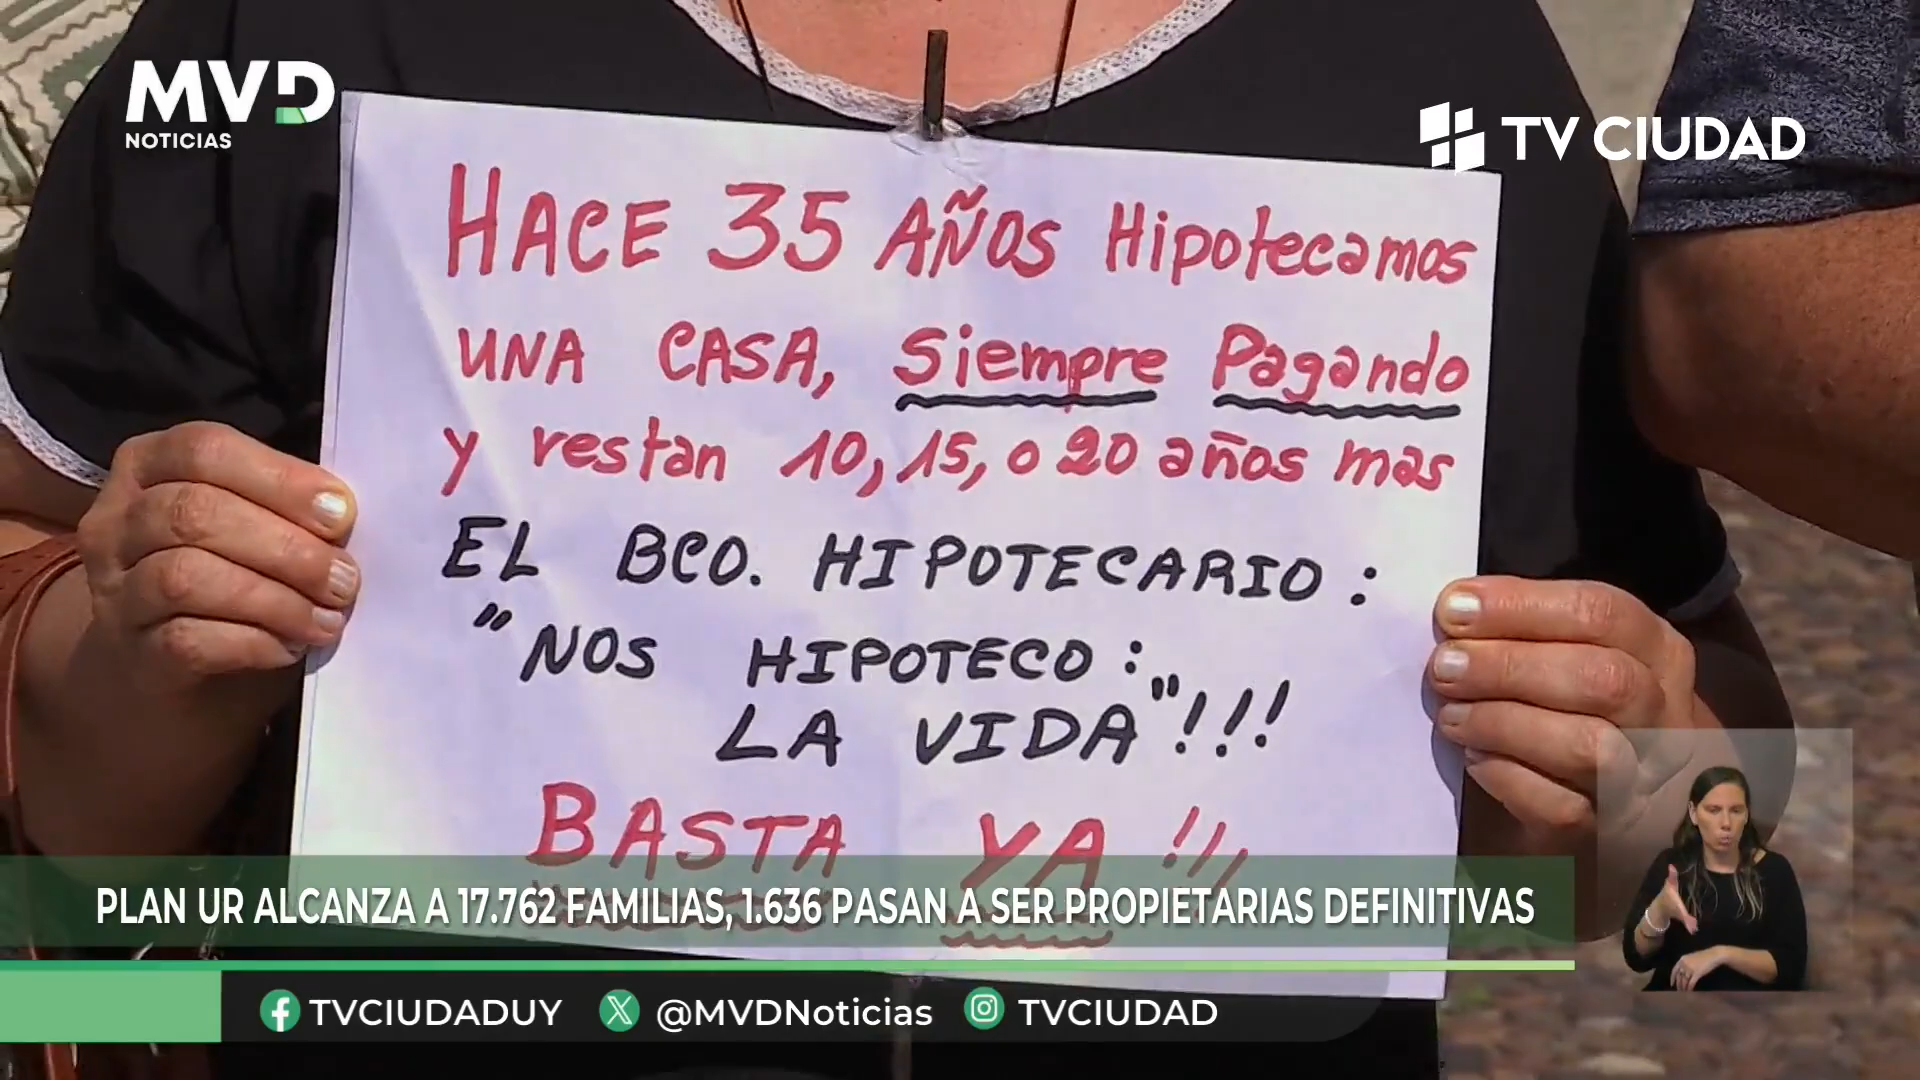 MVD
NOTICIAS
TV CIUDAD
HACE 35 AÑOS Hipotecamos
UNA CASA, Siempre Pagando
y restan 10, 15, o 20 años mas
EL BCO. HIPOTECARIO :
"NOS HIPOTECO :
LA VIDA"!!!
BASTA YA !!!
PLAN UR ALCANZA A 17.762 FAMILIAS, 1.636 PASAN A SER PROPIETARIAS DEFINITIVAS
TVCIUDADUY @MVDNoticias TVCIUDAD